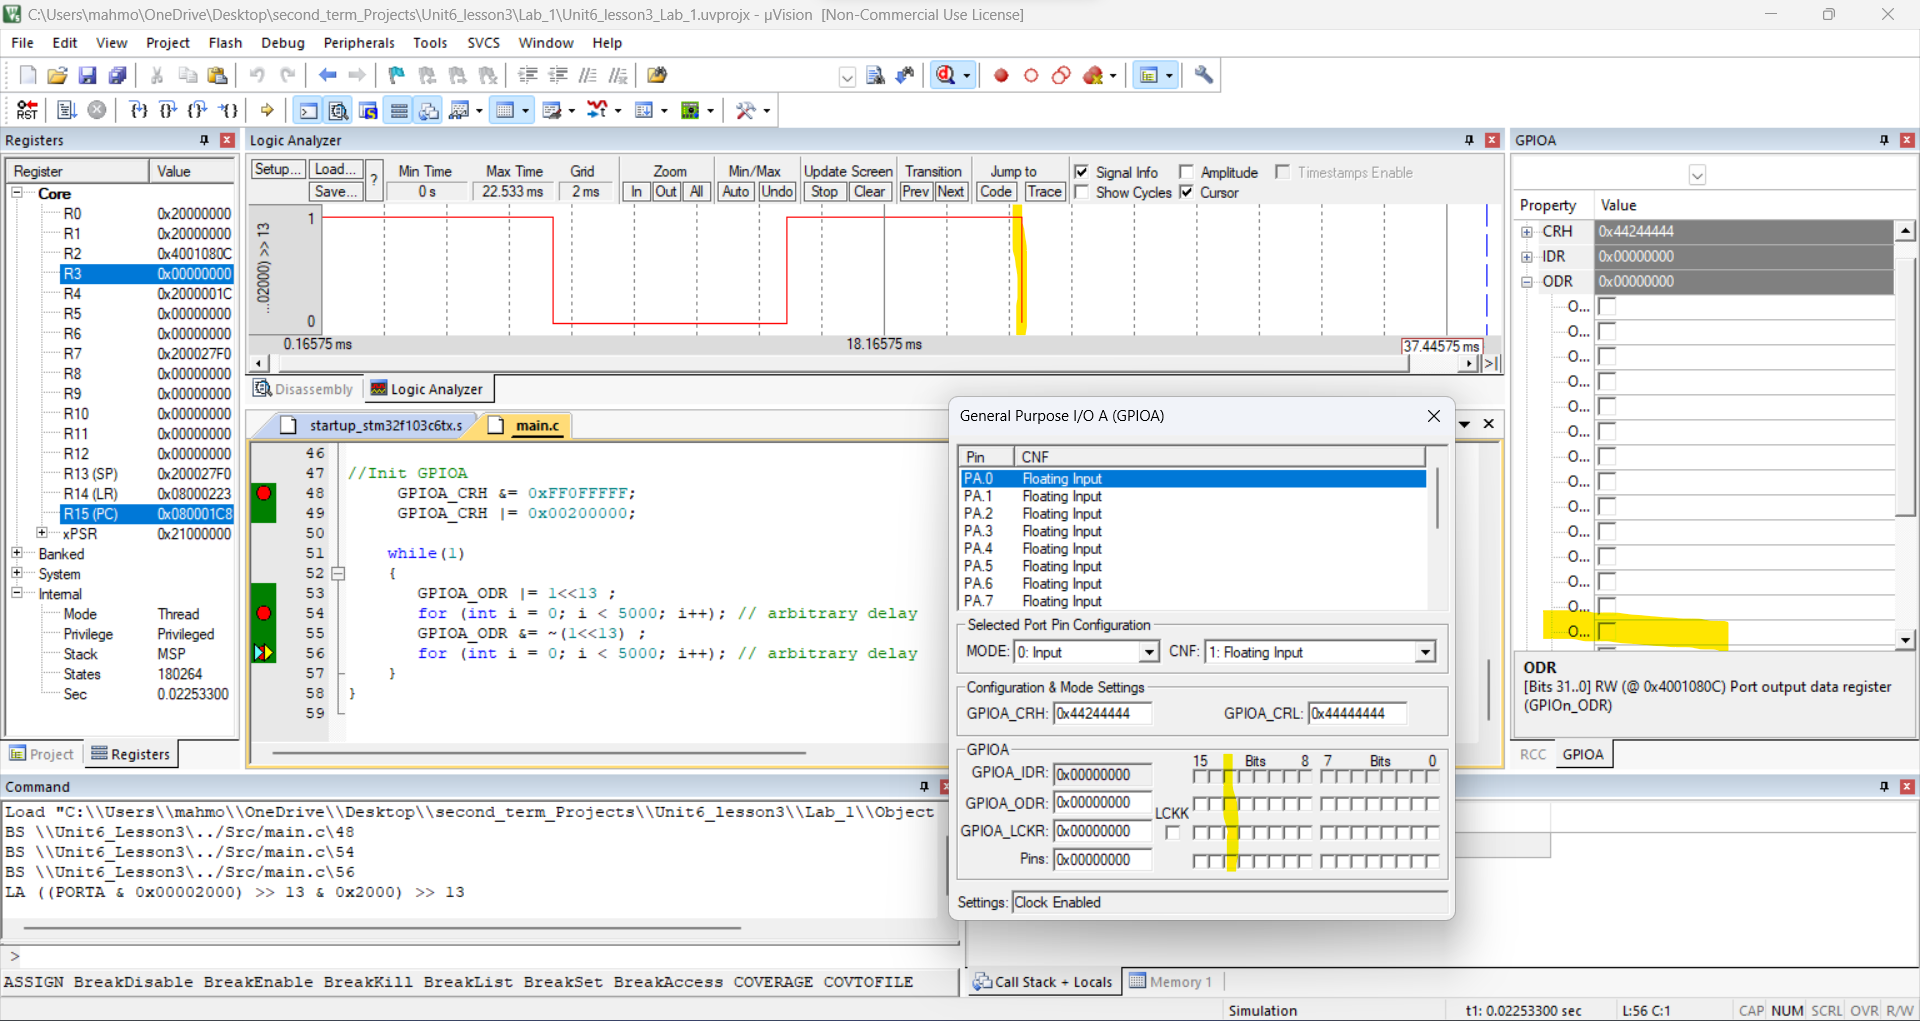 C:\Users\mahmo\OneDrive\Desktop\second_term_Projects\Unit6_lesson3\Lab_1\Unit6_lesson3_Lab_1.uvprojx - µVision [Non-Commercial Use License]
File Edit View Project Flash Debug Peripherals Tools SVCS Window Help
RST
Registers
Register Value
Core
R0 0x20000000
R1 0x20000000
R2 0x4001080C
R3 0x00000000
R4 0x2000001C
R5 0x00000000
R6 0x00000000
R7 0x200027F0
R8 0x00000000
R9 0x00000000
R10 0x00000000
R11 0x00000000
R12 0x00000000
R13 (SP) 0x200027F0
R14 (LR) 0x08000223
R15 (PC) 0x080001C8
xPSR 0x21000000
Banked
System
Internal
Mode Thread
Privilege Privileged
Stack MSP
States 180264
Sec 0.02253300
Project Registers
Logic Analyzer
Setup... Load... Save... ?
Min Time Max Time Grid Zoom Min/Max Update Screen Transition Jump to
0 s 22.533 ms 2 ms In Out All Auto Undo Stop Clear Prev Next Code Trace
Signal Info Amplitude Timestamps Enable
Show Cycles Cursor
1
...02000) >> 13
0
0.16575 ms 18.16575 ms 37.44575 ms
Disassembly Logic Analyzer
startup_stm32f103c6tx.s main.c
46
47 //Init GPIOA
48 GPIOA_CRH &= 0xFF0FFFFF;
49 GPIOA_CRH |= 0x00200000;
50
51 while(1)
52 {
53 GPIOA_ODR |= 1<<13 ;
54 for (int i = 0; i < 5000; i++); // arbitrary delay
55 GPIOA_ODR &= ~(1<<13) ;
56 for (int i = 0; i < 5000; i++); // arbitrary delay
57 }
58 }
59
General Purpose I/O A (GPIOA)
Pin CNF
PA.0 Floating Input
PA.1 Floating Input
PA.2 Floating Input
PA.3 Floating Input
PA.4 Floating Input
PA.5 Floating Input
PA.6 Floating Input
PA.7 Floating Input
Selected Port Pin Configuration
MODE: 0: Input CNF: 1: Floating Input
Configuration & Mode Settings
GPIOA_CRH: 0x44244444 GPIOA_CRL: 0x44444444
GPIOA
15 Bits 8 7 Bits 0
GPIOA_IDR: 0x00000000
GPIOA_ODR: 0x00000000
LCKK
GPIOA_LCKR: 0x00000000
Pins: 0x00000000
Settings: Clock Enabled
GPIOA
Property Value
CRH 0x44244444
IDR 0x00000000
ODR 0x00000000
O...
O...
O...
O...
O...
O...
O...
O...
O...
O...
O...
O...
O...
O...
ODR
[Bits 31..0] RW (@ 0x4001080C) Port output data register
(GPIOn_ODR)
RCC GPIOA
Command
Load "C:\\Users\\mahmo\\OneDrive\\Desktop\\second_term_Projects\\Unit6_lesson3\\Lab_1\\Object
BS \\Unit6_Lesson3\../Src/main.c\48
BS \\Unit6_Lesson3\../Src/main.c\54
BS \\Unit6_Lesson3\../Src/main.c\56
LA ((PORTA & 0x00002000) >> 13 & 0x2000) >> 13
>
ASSIGN BreakDisable BreakEnable BreakKill BreakList BreakSet BreakAccess COVERAGE COVTOFILE
Call Stack + Locals Memory 1
Simulation t1: 0.02253300 sec L:56 C:1 CAP NUM SCRL OVR R/W